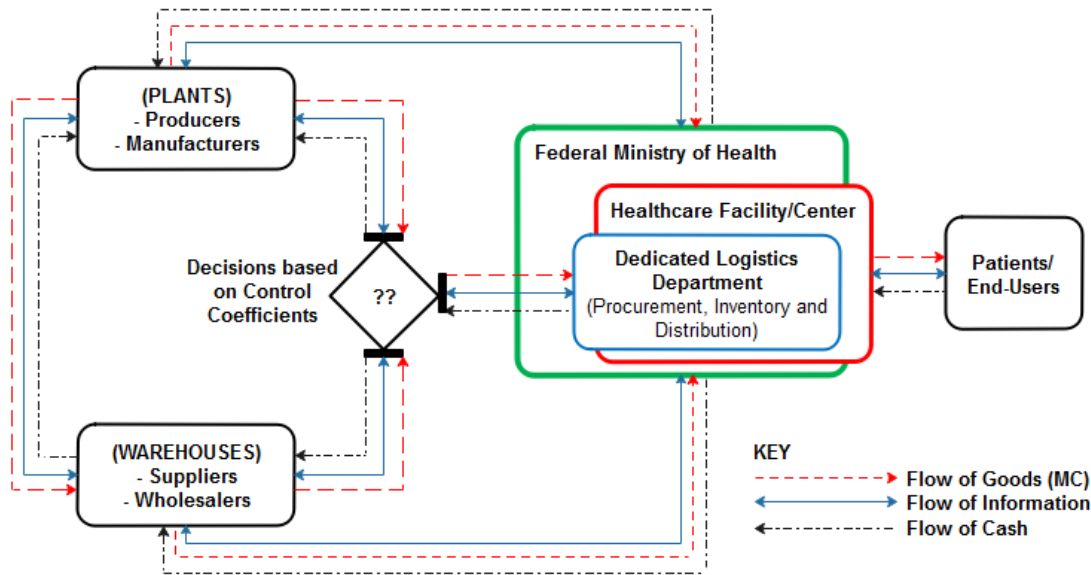 (PLANTS)
- Producers
- Manufacturers
Federal Ministry of Health
Healthcare Facility/Center
Dedicated Logistics
Department
(Procurement, Inventory and
Distribution)
Patients/
End-Users
Decisions based
on Control
Coefficients
??
(WAREHOUSES)
- Suppliers
- Wholesalers
KEY
Flow of Goods (MC)
Flow of Information
Flow of Cash